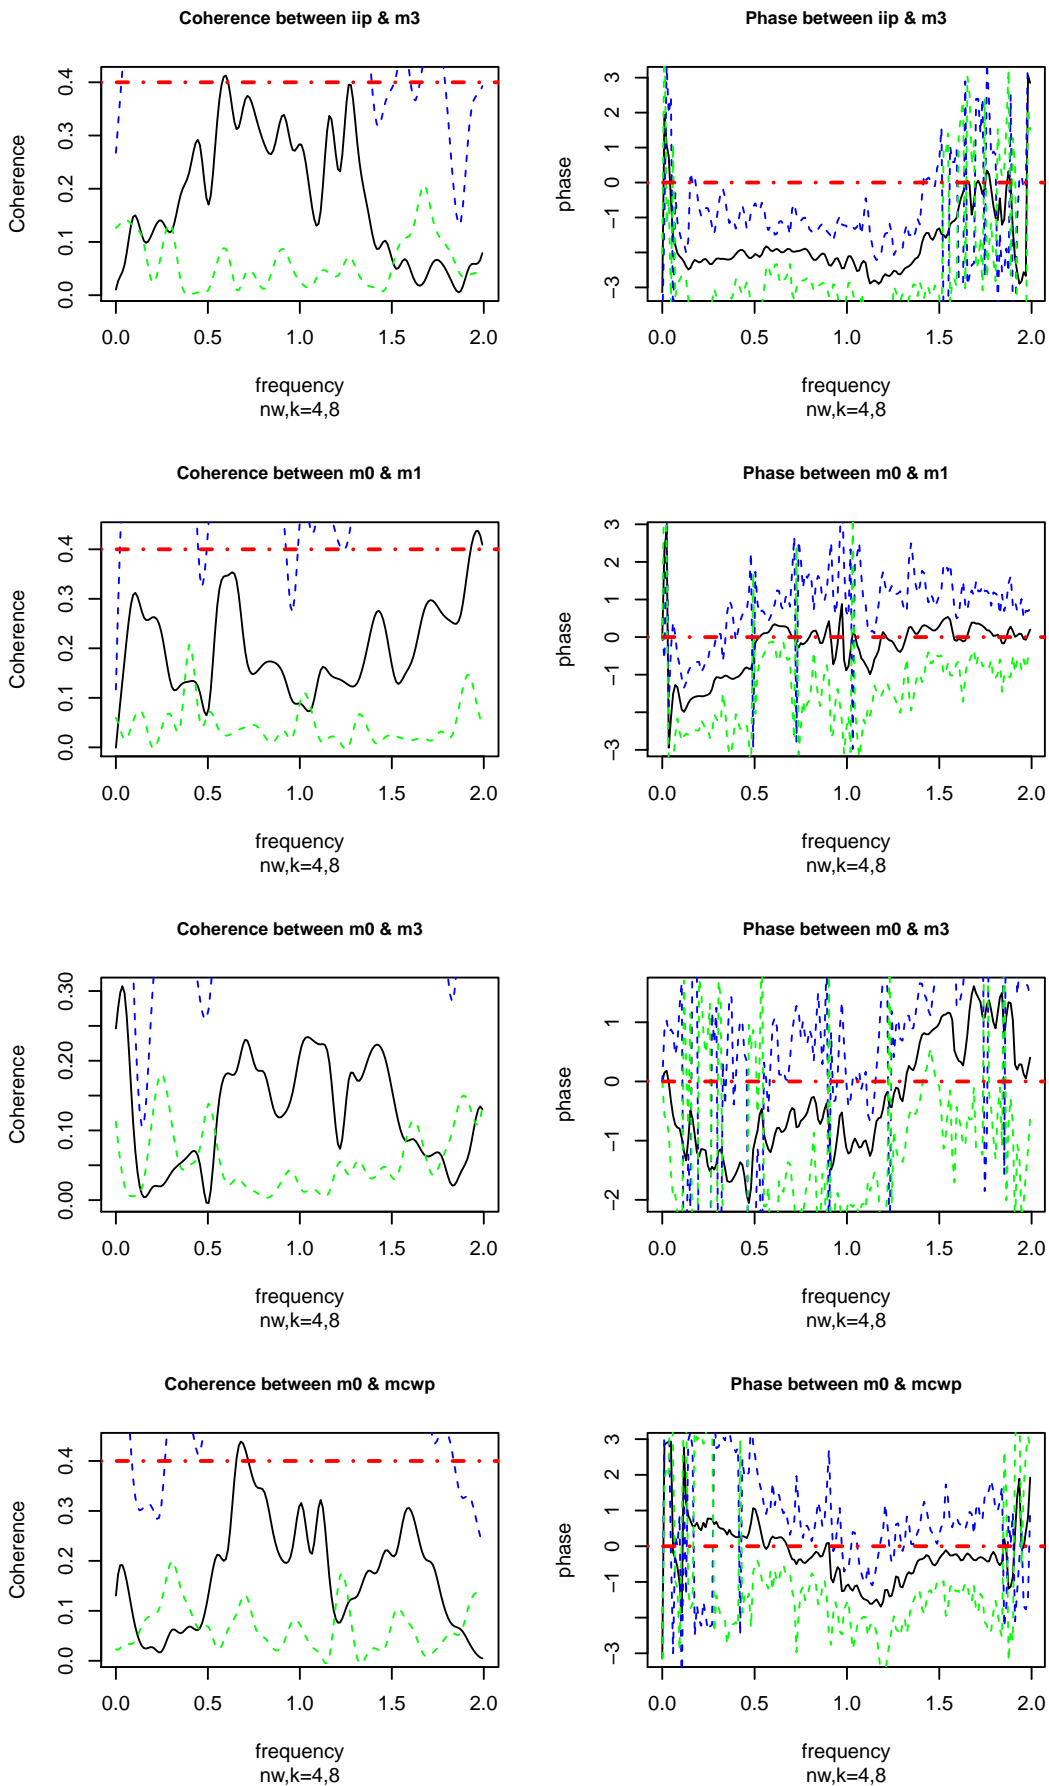 Coherence between iip & m3
Coherence
0.0 0.1 0.2 0.3 0.4
0.0 0.5 1.0 1.5 2.0
frequency
nw,k=4,8
Phase between iip & m3
phase
−3 −1 0 1 2 3
0.0 0.5 1.0 1.5 2.0
frequency
nw,k=4,8
Coherence between m0 & m1
Coherence
0.0 0.1 0.2 0.3 0.4
0.0 0.5 1.0 1.5 2.0
frequency
nw,k=4,8
Phase between m0 & m1
phase
−3 −1 0 1 2 3
0.0 0.5 1.0 1.5 2.0
frequency
nw,k=4,8
Coherence between m0 & m3
Coherence
0.00 0.10 0.20 0.30
0.0 0.5 1.0 1.5 2.0
frequency
nw,k=4,8
Phase between m0 & m3
phase
−2 −1 0 1
0.0 0.5 1.0 1.5 2.0
frequency
nw,k=4,8
Coherence between m0 & mcwp
Coherence
0.0 0.1 0.2 0.3 0.4
0.0 0.5 1.0 1.5 2.0
frequency
nw,k=4,8
Phase between m0 & mcwp
phase
−3 −1 0 1 2 3
0.0 0.5 1.0 1.5 2.0
frequency
nw,k=4,8